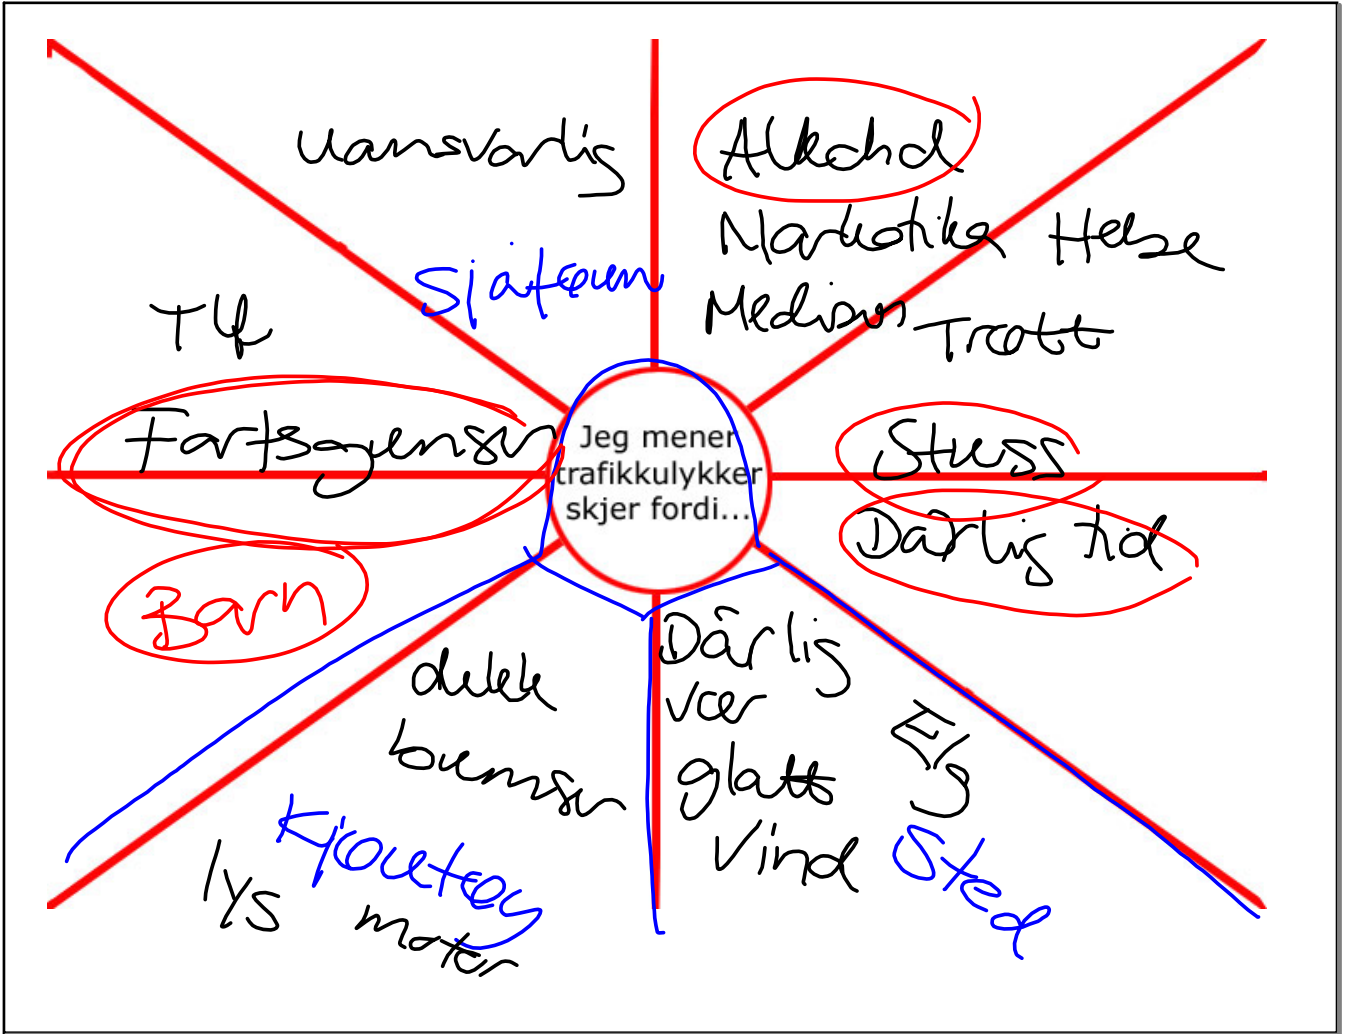 Uansvarlig
Alkohol
Narkotika
Helse
Medisin
Trøtt
Sjåføren
Tlf
Fartsgrensen
Jeg mener
trafikkulykker
skjer fordi...
Stress
Dårlig tid
Barn
dekk
bremser
Kjøretøy
lys
motor
Dårlig
vær
glatt
Vind
Elg
Sted